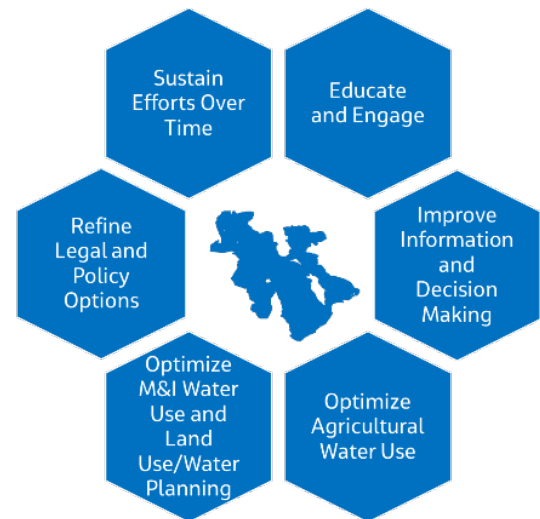 Sustain
Efforts Over
Time
Educate
and Engage
Improve
Information
and
Decision
Making
Optimize
Agricultural
Water Use
Optimize
M&I Water
Use and
Land
Use/Water
Planning
Refine
Legal and
Policy
Options